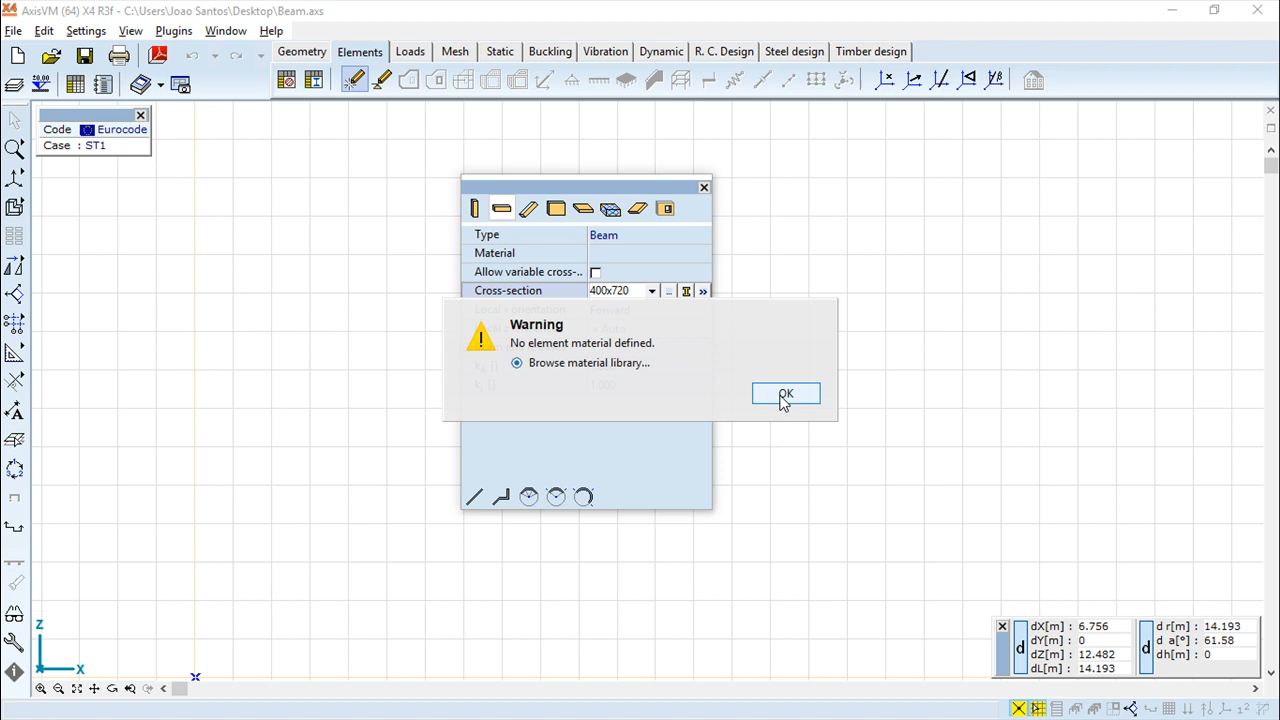 AxisVM (64) X4 R3f - C:\Users\Joao Santos\Desktop\Beam.axs
File Edit Settings View Plugins Window Help
Geometry Elements Loads Mesh Static Buckling Vibration Dynamic R. C. Design Steel design Timber design
Code Eurocode
Case : ST1
Type Beam
Material
Allow variable cross-..
Cross-section 400x720
Warning
No element material defined.
Browse material library...
OK
1.000
Z
X
d
dX[m] : 6.756
dY[m] : 0
dZ[m] : 12.482
dL[m] : 14.193
d
d r[m] : 14.193
d a[°] : 61.58
dh[m] : 0